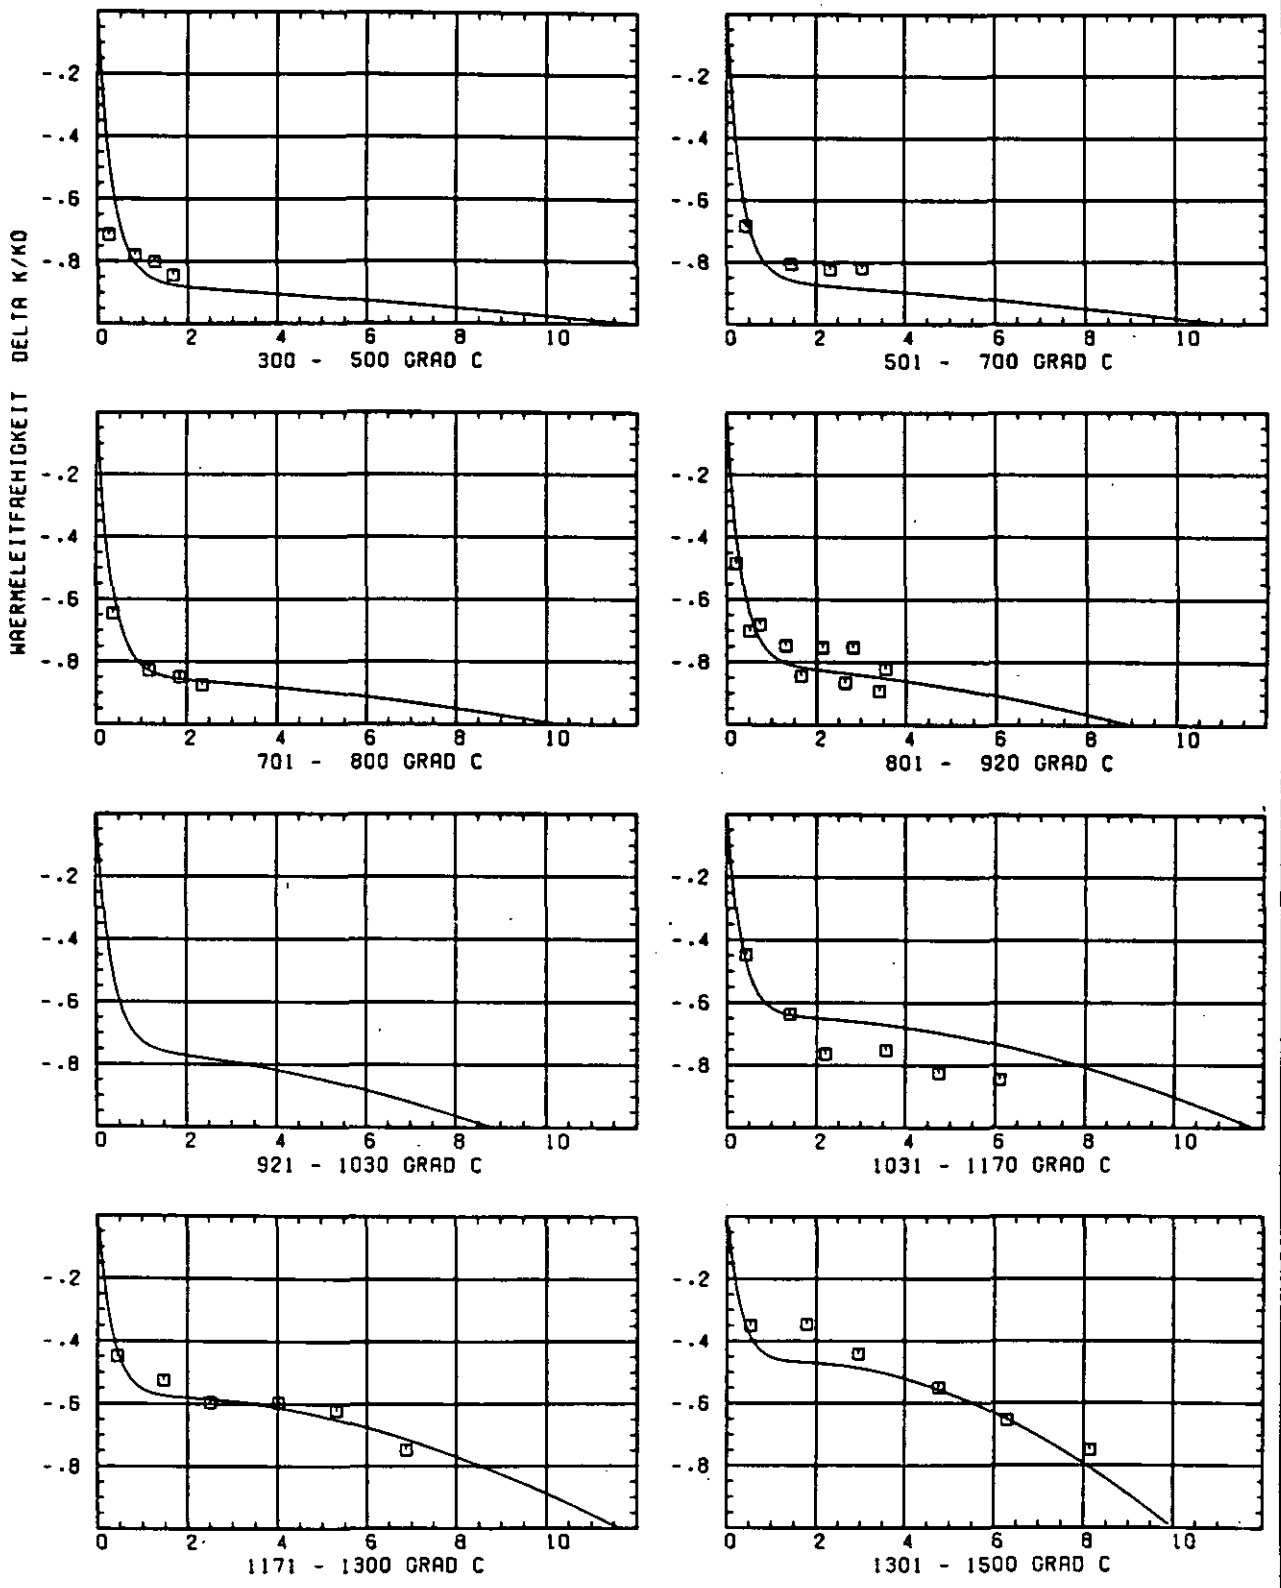 WAERMELEITFAEHIGKEIT DELTA K/KO
-.2
-.4
-.6
-.8
0 2 4 6 8 10
300 - 500 GRAD C
-.2
-.4
-.6
-.8
0 2 4 6 8 10
501 - 700 GRAD C
-.2
-.4
-.6
-.8
0 2 4 6 8 10
701 - 800 GRAD C
-.2
-.4
-.6
-.8
0 2 4 6 8 10
801 - 920 GRAD C
-.2
-.4
-.6
-.8
0 2 4 6 8 10
921 - 1030 GRAD C
-.2
-.4
-.6
-.8
0 2 4 6 8 10
1031 - 1170 GRAD C
-.2
-.4
-.6
-.8
0 2 4 6 8 10
1171 - 1300 GRAD C
-.2
-.4
-.6
-.8
0 2 4 6 8 10
1301 - 1500 GRAD C